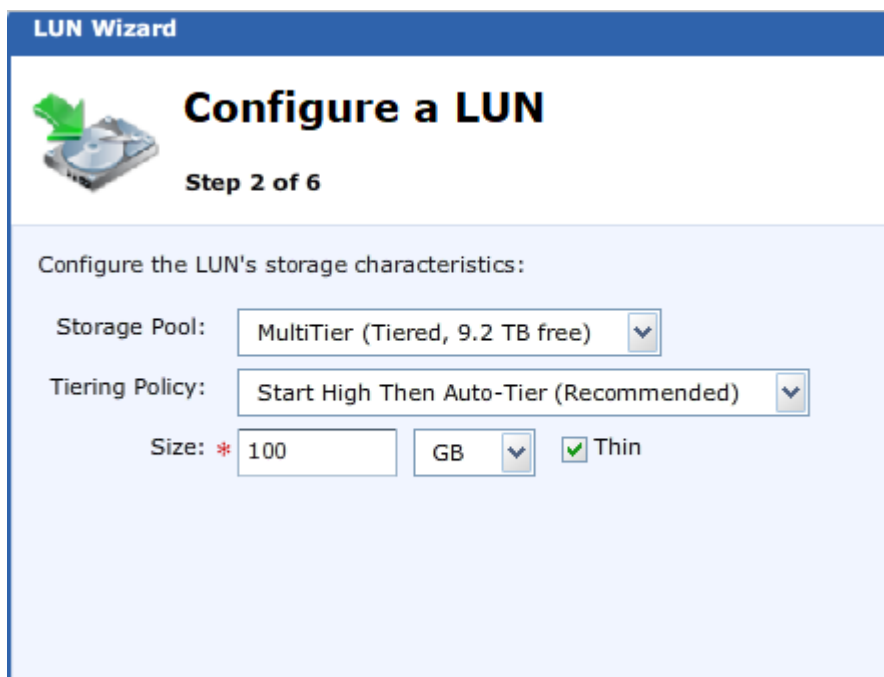 LUN Wizard
Configure a LUN
Step 2 of 6
Configure the LUN's storage characteristics:
Storage Pool: MultiTier (Tiered, 9.2 TB free)
Tiering Policy: Start High Then Auto-Tier (Recommended)
Size: * 100 GB Thin